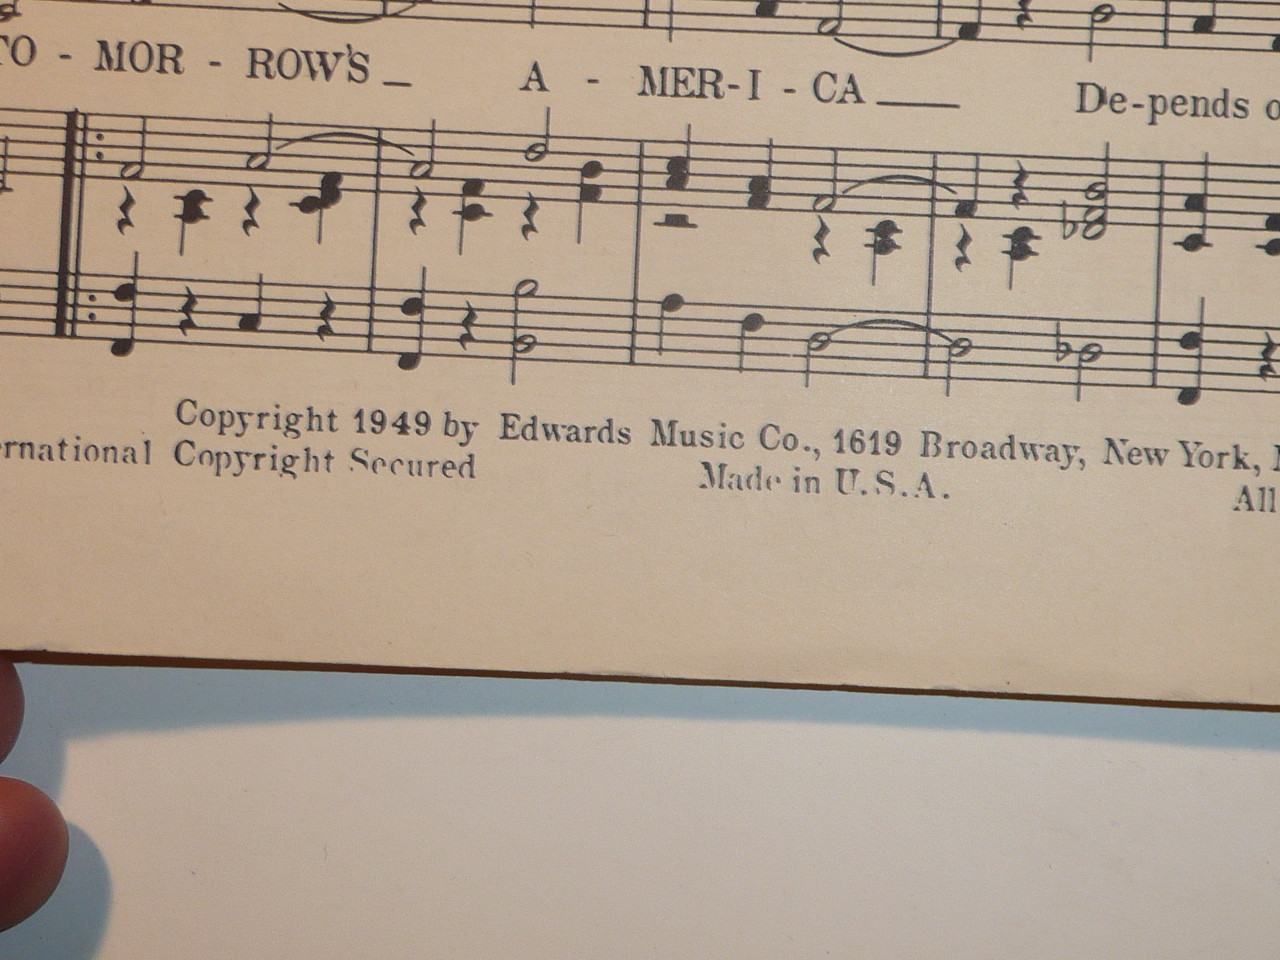 TO - MOR - ROW'S _ A - MER - I - CA ___ De-pends
Copyright 1949 by Edwards Music Co., 1619 Broadway, New York,
Copyright Secured
Made in U.S.A.
All